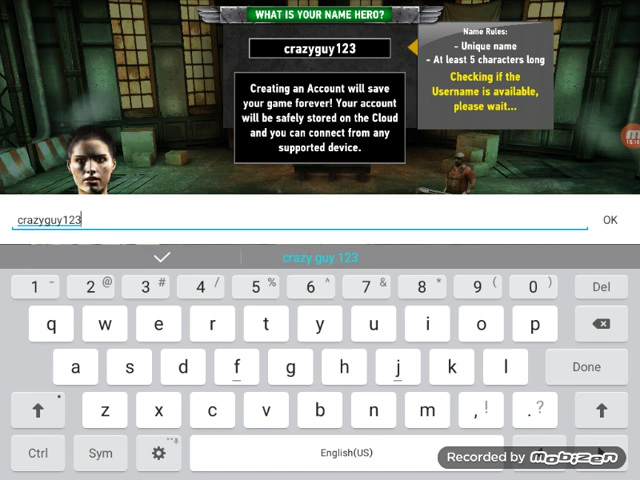 WHAT IS YOUR NAME HERO?
crazyguy123
Name Rules:
- Unique name
- At least 5 characters long
Checking if the
Username is available,
please wait...
Creating an Account will save
your game forever! Your account
will be safely stored on the Cloud
and you can connect from any
supported device.
crazyguy123 OK
crazy guy 123
1 _ 2 @ 3 # 4 / 5 % 6 ^ 7 & 8 * 9 ( 0 ) Del
q w e r t y u i o p
a s d f g h j k l Done
z x c v b n m , ! . ?
Ctrl Sym English(US)
Recorded by mobizen